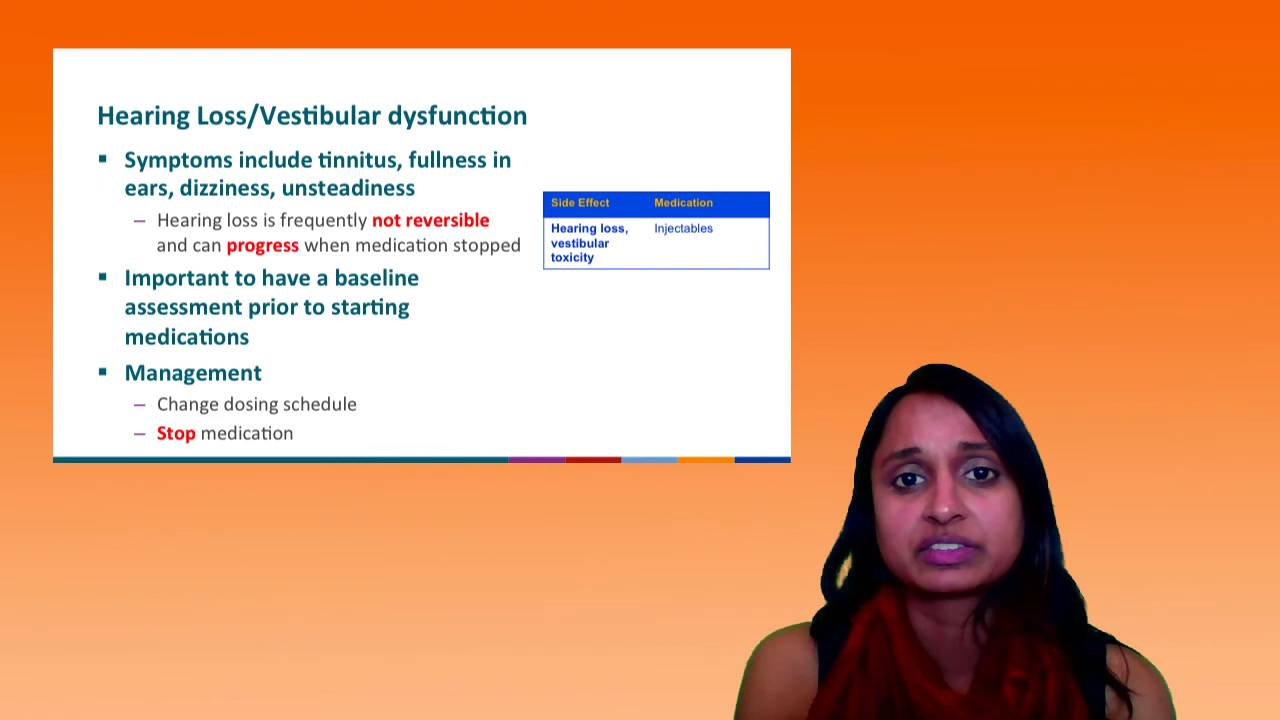 Hearing Loss/Vestibular dysfunction
▪ Symptoms include tinnitus, fullness in
ears, dizziness, unsteadiness
– Hearing loss is frequently not reversible
and can progress when medication stopped
▪ Important to have a baseline
assessment prior to starting
medications
▪ Management
– Change dosing schedule
– Stop medication
Side Effect Medication
Hearing loss, Injectables
vestibular
toxicity